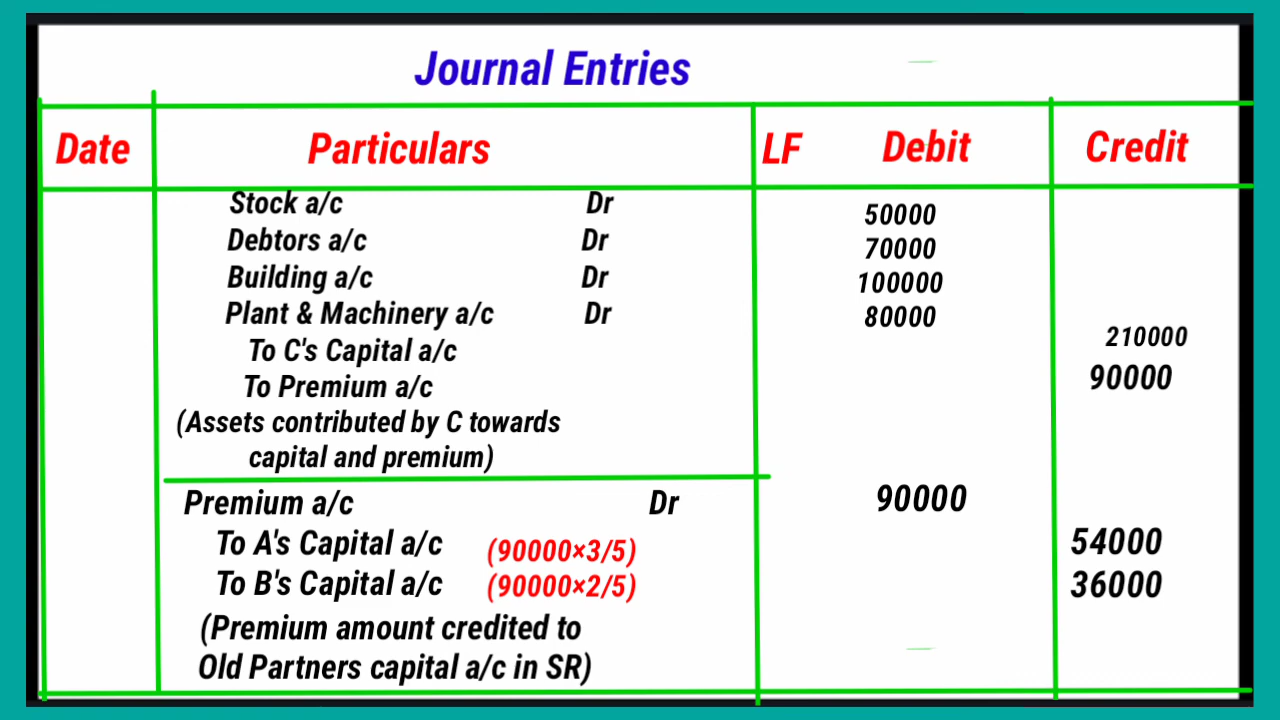 Journal Entries
Date Particulars LF Debit Credit
Stock a/c Dr 50000
Debtors a/c Dr 70000
Building a/c Dr 100000
Plant & Machinery a/c Dr 80000
To C's Capital a/c 210000
To Premium a/c 90000
(Assets contributed by C towards
capital and premium)
Premium a/c Dr 90000
To A's Capital a/c (90000×3/5) 54000
To B's Capital a/c (90000×2/5) 36000
(Premium amount credited to
Old Partners capital a/c in SR)